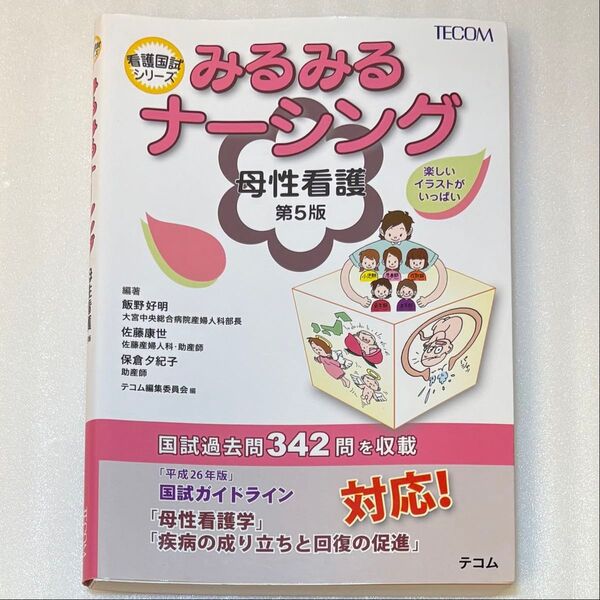 TECOM
看護国試
シリーズ
みるみる
ナーシング
母性看護
第5版
楽しい
イラストが
いっぱい
編著
飯野好明
大宮中央総合病院産婦人科部長
佐藤康世
佐藤産婦人科・助産師
保倉夕紀子
助産師
テコム編集委員会 編
国試過去問342問を収載
「平成26年版」
国試ガイドライン
対応!
「母性看護学」
「疾病の成り立ちと回復の促進」
テコム
母性看護
TECOM